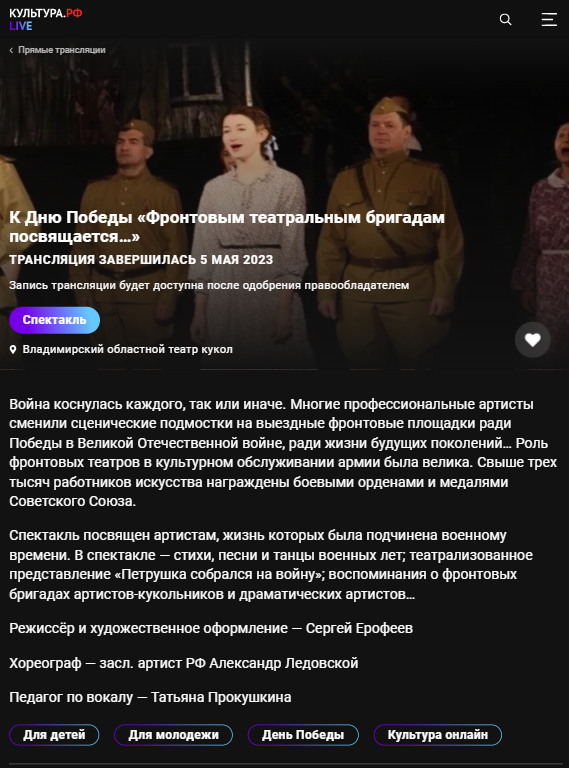 КУЛЬТУРА.РФ
LIVE
Прямые трансляции
К Дню Победы «Фронтовым театральным бригадам
посвящается…»
ТРАНСЛЯЦИЯ ЗАВЕРШИЛАСЬ 5 МАЯ 2023
Запись трансляции будет доступна после одобрения правообладателем
Спектакль
Владимирский областной театр кукол
Война коснулась каждого, так или иначе. Многие профессиональные артисты
сменили сценические подмостки на выездные фронтовые площадки ради
Победы в Великой Отечественной войне, ради жизни будущих поколений… Роль
фронтовых театров в культурном обслуживании армии была велика. Свыше трех
тысяч работников искусства награждены боевыми орденами и медалями
Советского Союза.
Спектакль посвящен артистам, жизнь которых была подчинена военному
времени. В спектакле — стихи, песни и танцы военных лет; театрализованное
представление «Петрушка собрался на войну»; воспоминания о фронтовых
бригадах артистов-кукольников и драматических артистов…
Режиссёр и художественное оформление — Сергей Ерофеев
Хореограф — засл. артист РФ Александр Ледовской
Педагог по вокалу — Татьяна Прокушкина
Для детей
Для молодежи
День Победы
Культура онлайн